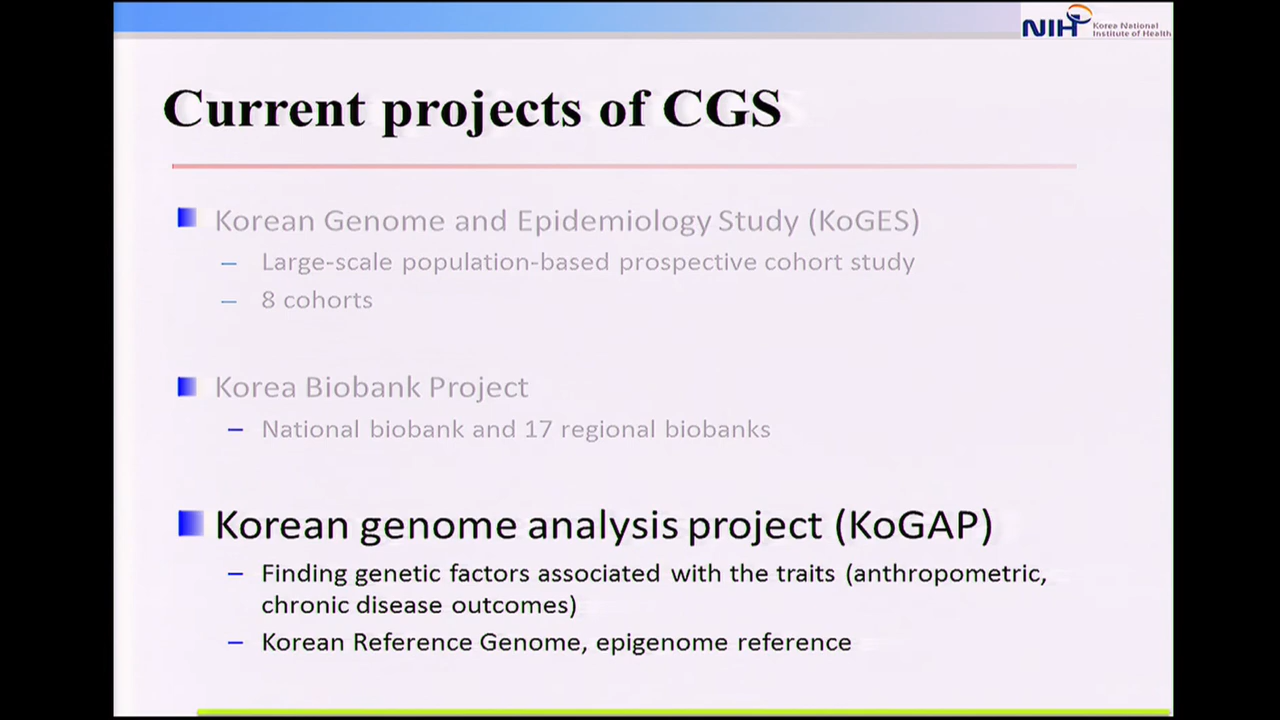 NIH Korea National
Institute of Health
Current projects of CGS
Korean Genome and Epidemiology Study (KoGES)
– Large-scale population-based prospective cohort study
– 8 cohorts
Korea Biobank Project
– National biobank and 17 regional biobanks
Korean genome analysis project (KoGAP)
– Finding genetic factors associated with the traits (anthropometric,
chronic disease outcomes)
– Korean Reference Genome, epigenome reference